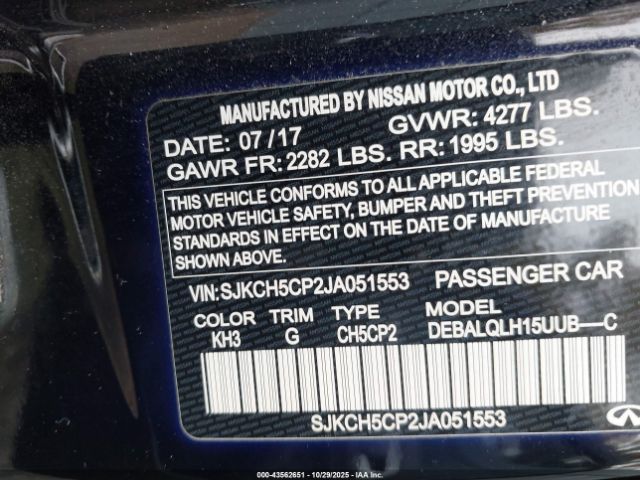 MANUFACTURED BY NISSAN MOTOR CO., LTD
DATE: 07 / 17 GVWR: 4277 LBS.
GAWR FR: 2282 LBS. RR: 1995 LBS.
THIS VEHICLE CONFORMS TO ALL APPLICABLE FEDERAL
MOTOR VEHICLE SAFETY, BUMPER AND THEFT PREVENTION
STANDARDS IN EFFECT ON THE DATE OF MANUFACTURE
SHOWN ABOVE.
VIN:SJKCH5CP2JA051553 PASSENGER CAR
COLOR TRIM TYPE MODEL
KH3 G CH5CP2 DEBALQLH15UUB—C
SJKCH5CP2JA051553
000-43562651 - 10/29/2025 - IAA Inc.